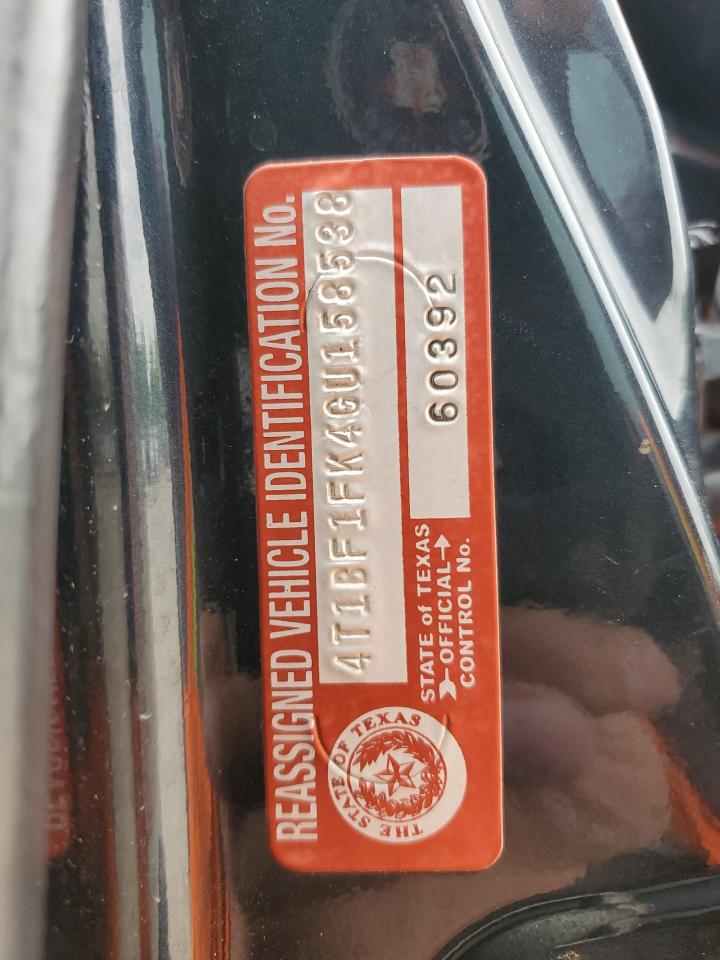 REASSIGNED VEHICLE IDENTIFICATION No.
4T1BF1FK4GU158538
STATE of TEXAS
OFFICIAL
CONTROL No.
60392
THE STATE OF TEXAS